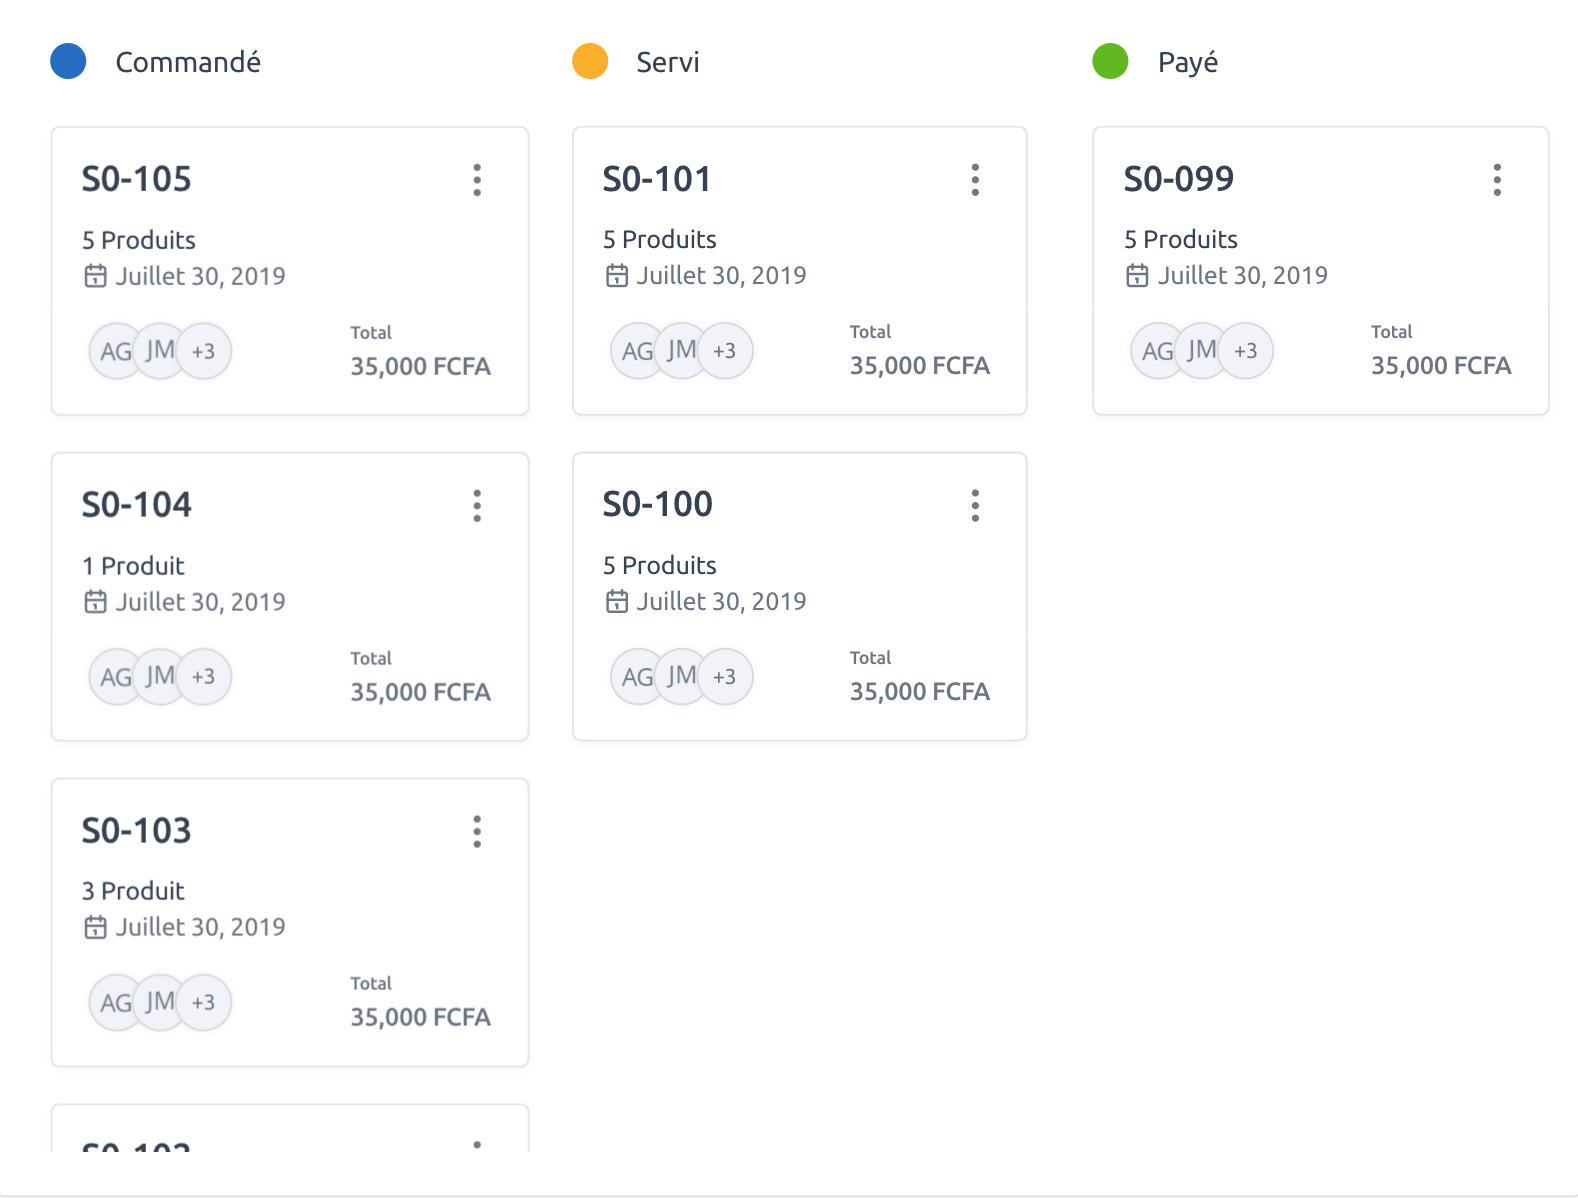 Commandé
S0-105
5 Produits
Juillet 30, 2019
AG JM +3
Total
35,000 FCFA
S0-104
1 Produit
Juillet 30, 2019
AG JM +3
Total
35,000 FCFA
S0-103
3 Produit
Juillet 30, 2019
AG JM +3
Total
35,000 FCFA
Servi
S0-101
5 Produits
Juillet 30, 2019
AG JM +3
Total
35,000 FCFA
S0-100
5 Produits
Juillet 30, 2019
AG JM +3
Total
35,000 FCFA
Payé
S0-099
5 Produits
Juillet 30, 2019
AG JM +3
Total
35,000 FCFA